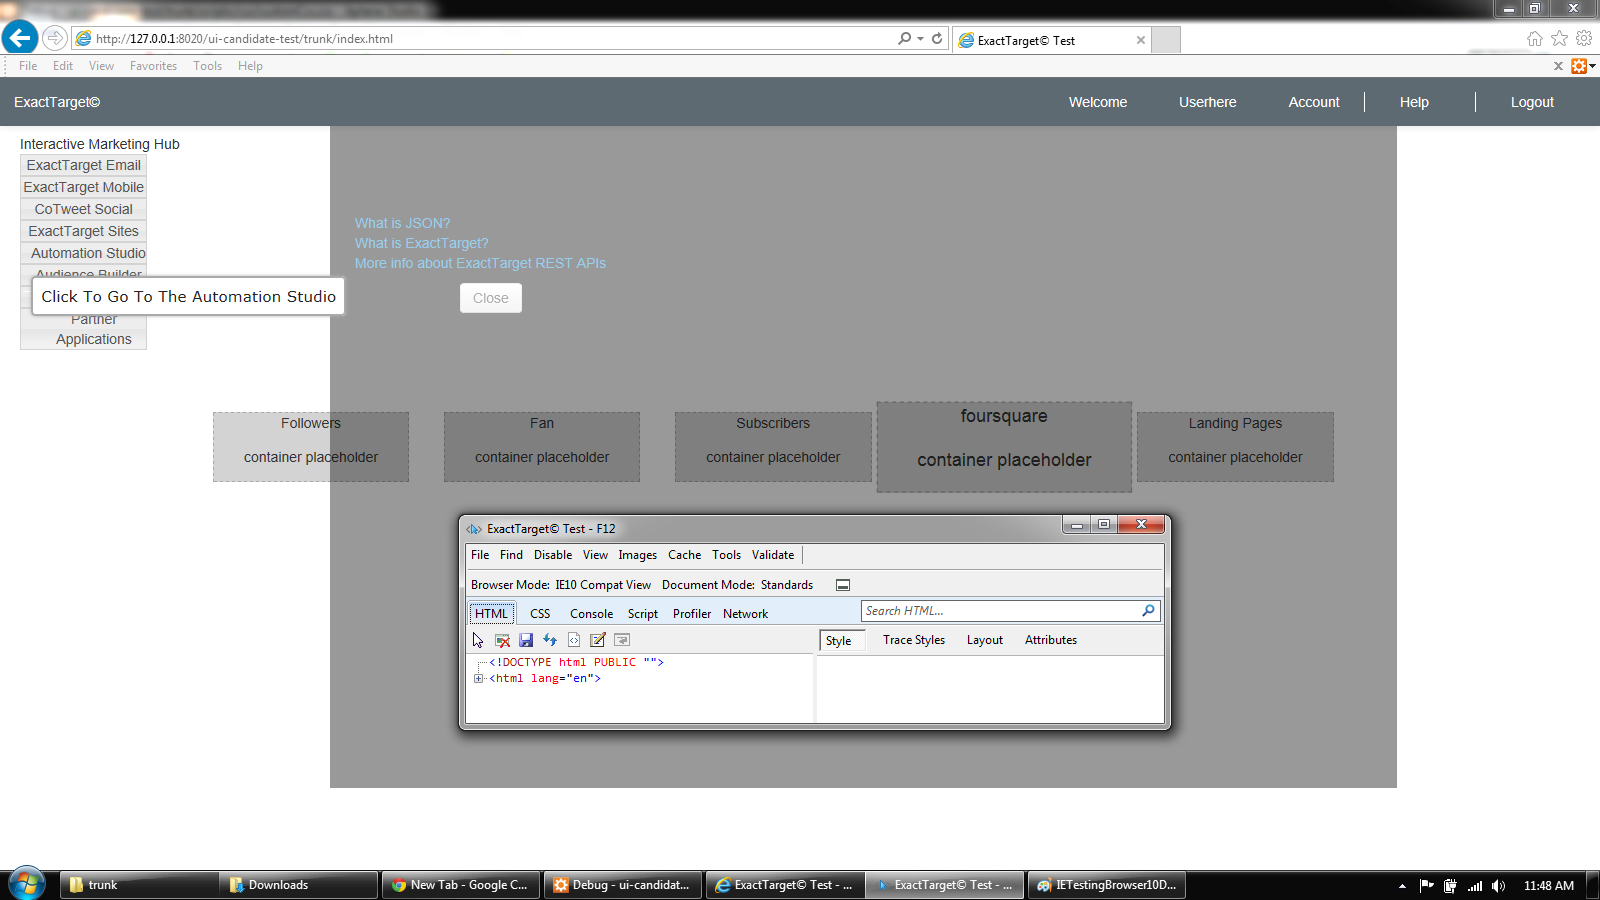 http://127.0.0.1:8020/ui-candidate-test/trunk/index.html
ExactTarget© Test
File Edit View Favorites Tools Help
ExactTarget© Welcome Userhere Account Help Logout
Interactive Marketing Hub
ExactTarget Email
ExactTarget Mobile
CoTweet Social
ExactTarget Sites
Automation Studio
Audience Builder
Click To Go To The Automation Studio
Partner
Applications
What is JSON?
What is ExactTarget?
More info about ExactTarget REST APIs
Close
Followers
container placeholder
Fan
container placeholder
Subscribers
container placeholder
foursquare
container placeholder
Landing Pages
container placeholder
ExactTarget© Test - F12
File Find Disable View Images Cache Tools Validate
Browser Mode: IE10 Compat View Document Mode: Standards
HTML CSS Console Script Profiler Network Search HTML...
Style Trace Styles Layout Attributes
<!DOCTYPE html PUBLIC "">
<html lang="en">
trunk Downloads New Tab - Google C... Debug - ui-candidat... ExactTarget© Test - ... ExactTarget© Test - ... IETestingBrowser10D... 11:48 AM